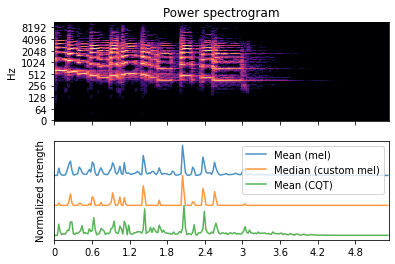 Power spectrogram
Hz
8192
4096
2048
1024
512
256
128
64
0
Normalized strength
Mean (mel)
Median (custom mel)
Mean (CQT)
0 0.6 1.2 1.8 2.4 3 3.6 4.2 4.8